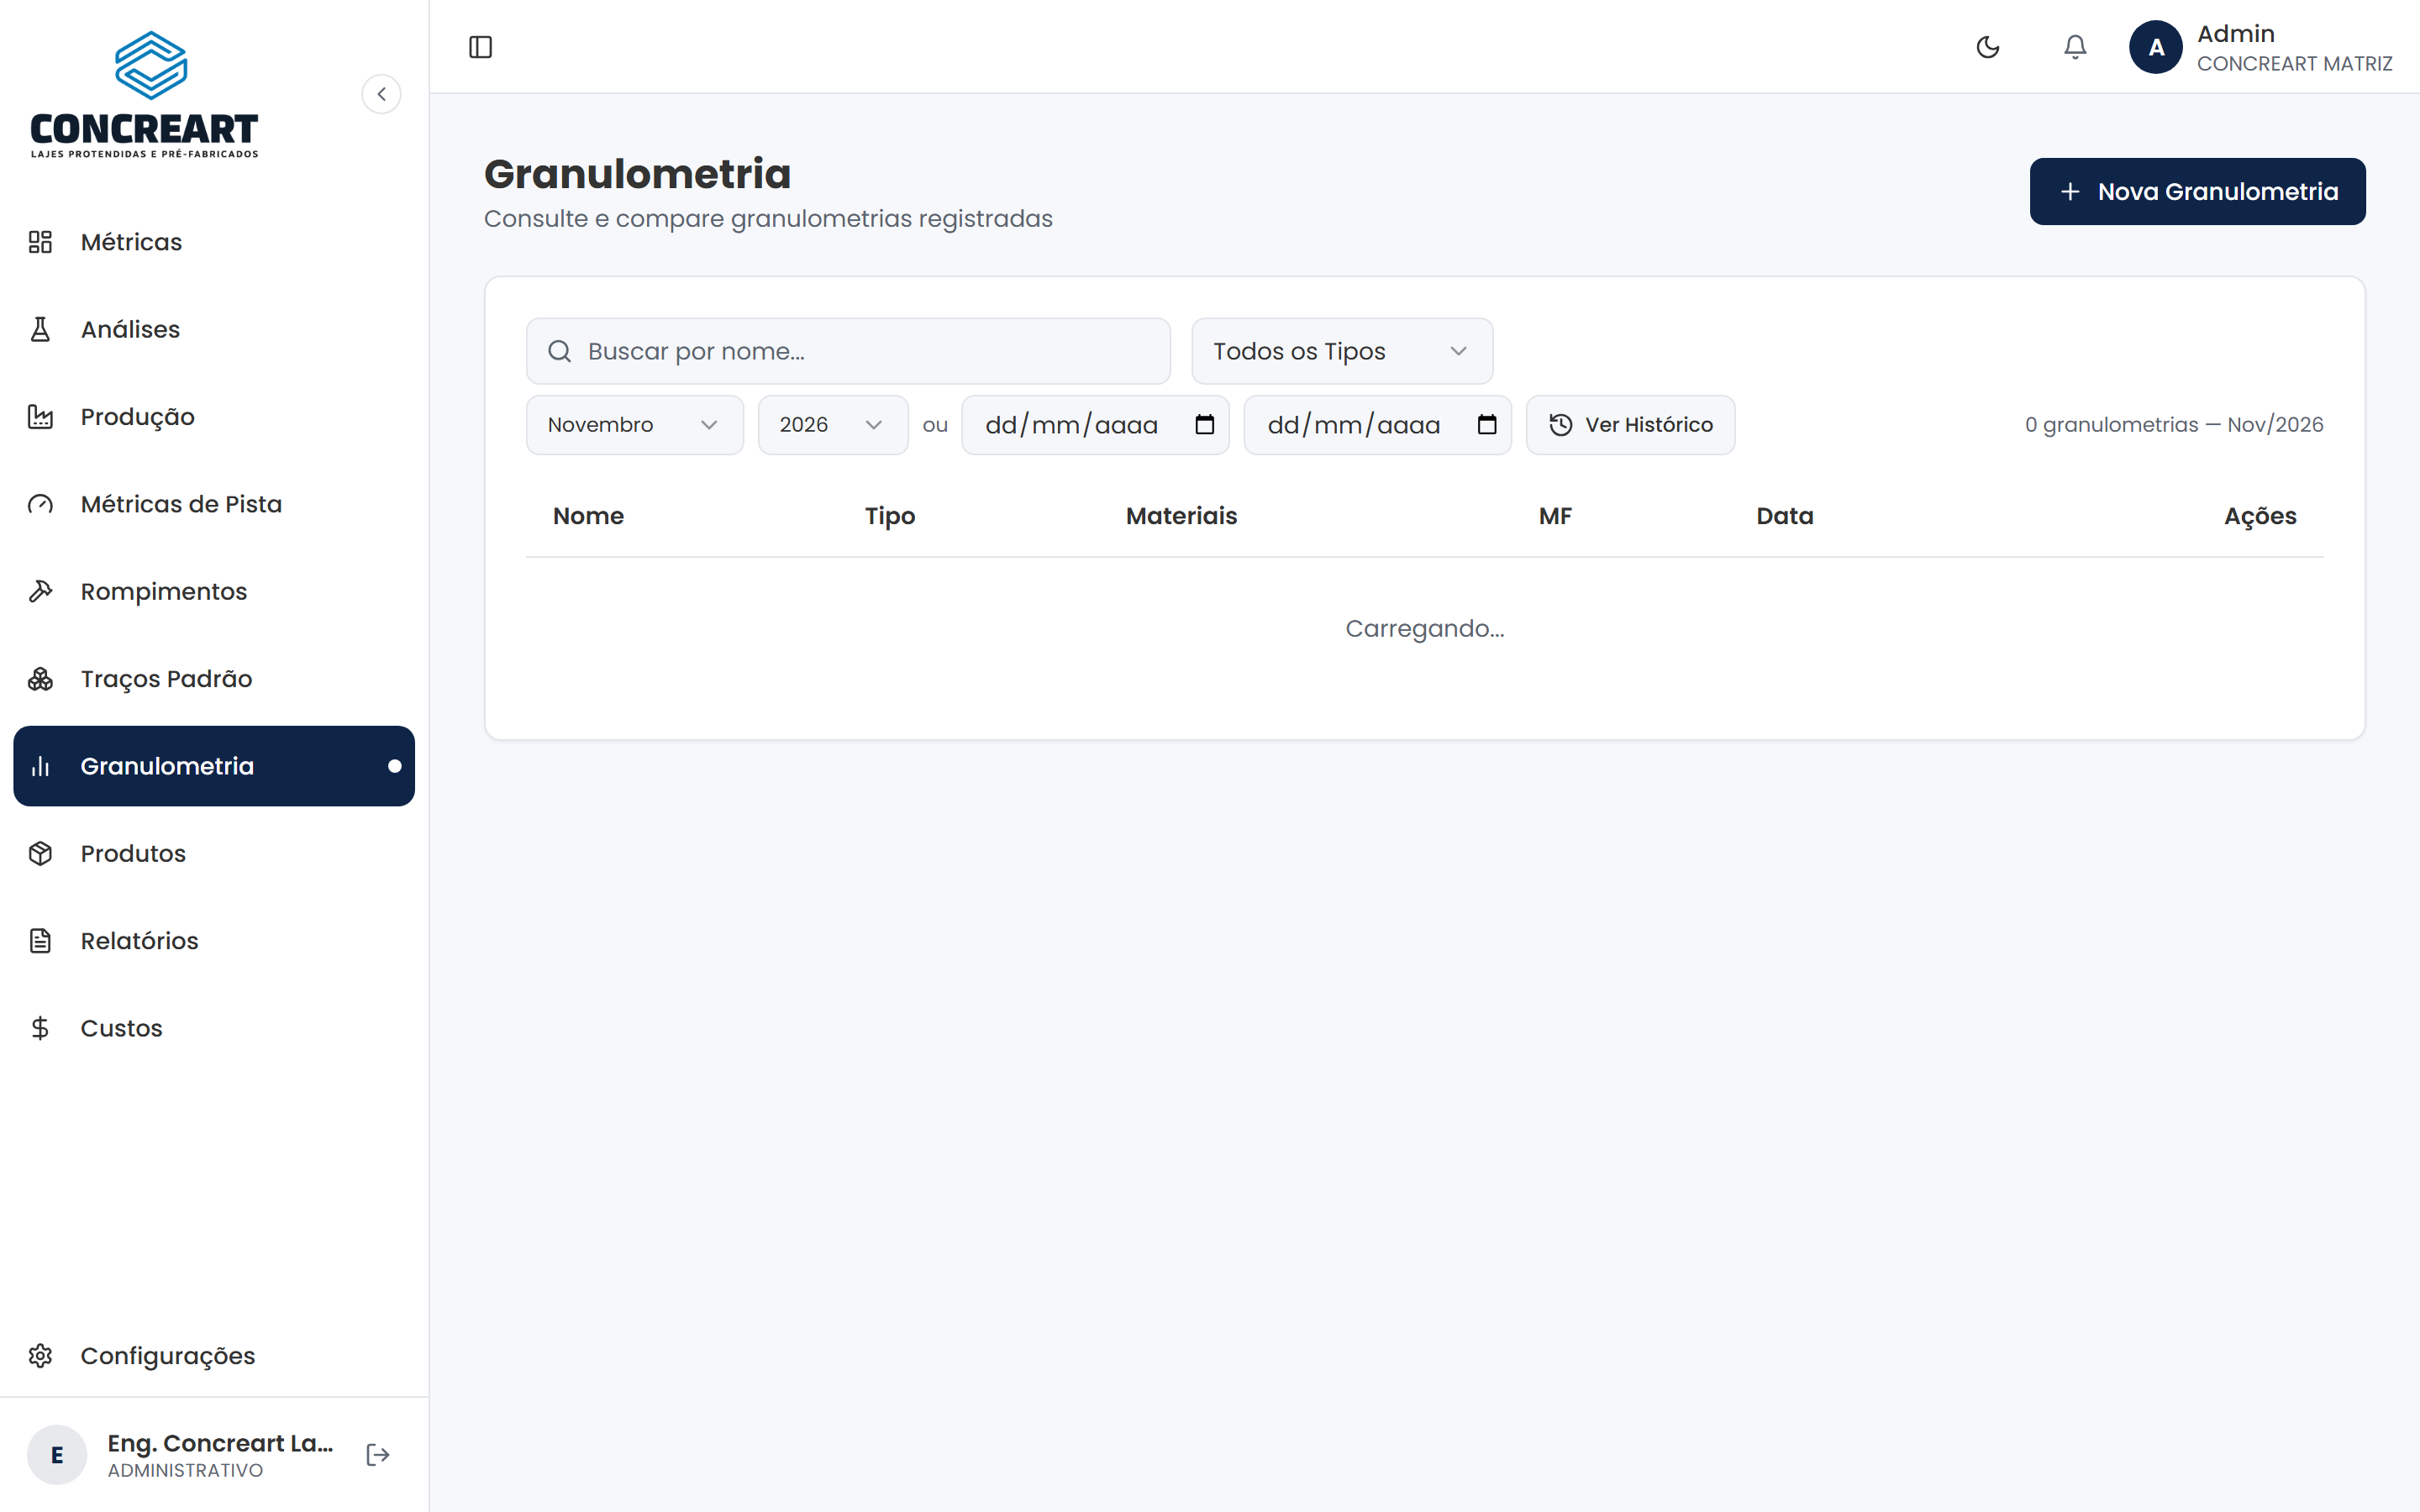 CONCREART
LAJES PROTENDIDAS E PRÉ-FABRICADOS
Métricas
Análises
Produção
Métricas de Pista
Rompimentos
Traços Padrão
Granulometria
Produtos
Relatórios
Custos
Configurações
E
Eng. Concreart La...
ADMINISTRATIVO
A
Admin
CONCREART MATRIZ
Granulometria
Consulte e compare granulometrias registradas
+ Nova Granulometria
Buscar por nome...
Todos os Tipos
Novembro 2026 ou dd/mm/aaaa dd/mm/aaaa Ver Histórico 0 granulometrias — Nov/2026
Nome Tipo Materiais MF Data Ações
Carregando...